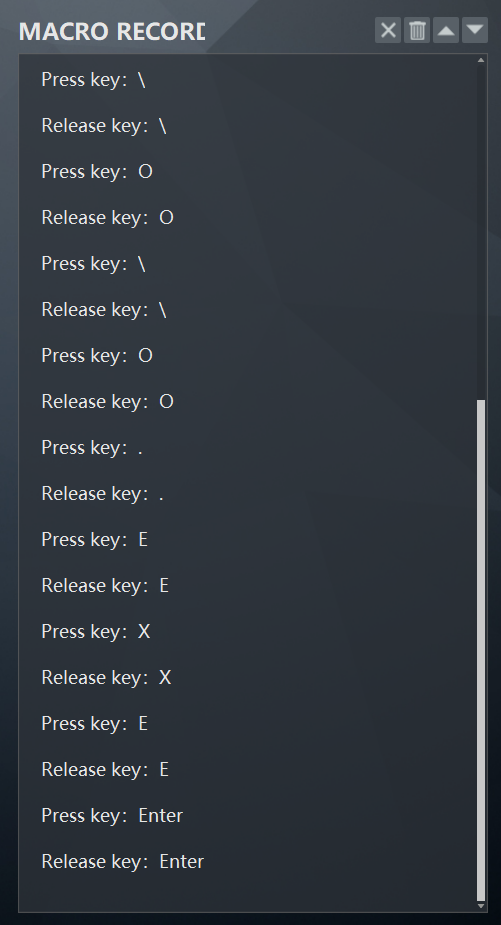 MACRO RECORD
Press key: \
Release key: \
Press key: O
Release key: O
Press key: \
Release key: \
Press key: O
Release key: O
Press key: .
Release key: .
Press key: E
Release key: E
Press key: X
Release key: X
Press key: E
Release key: E
Press key: Enter
Release key: Enter